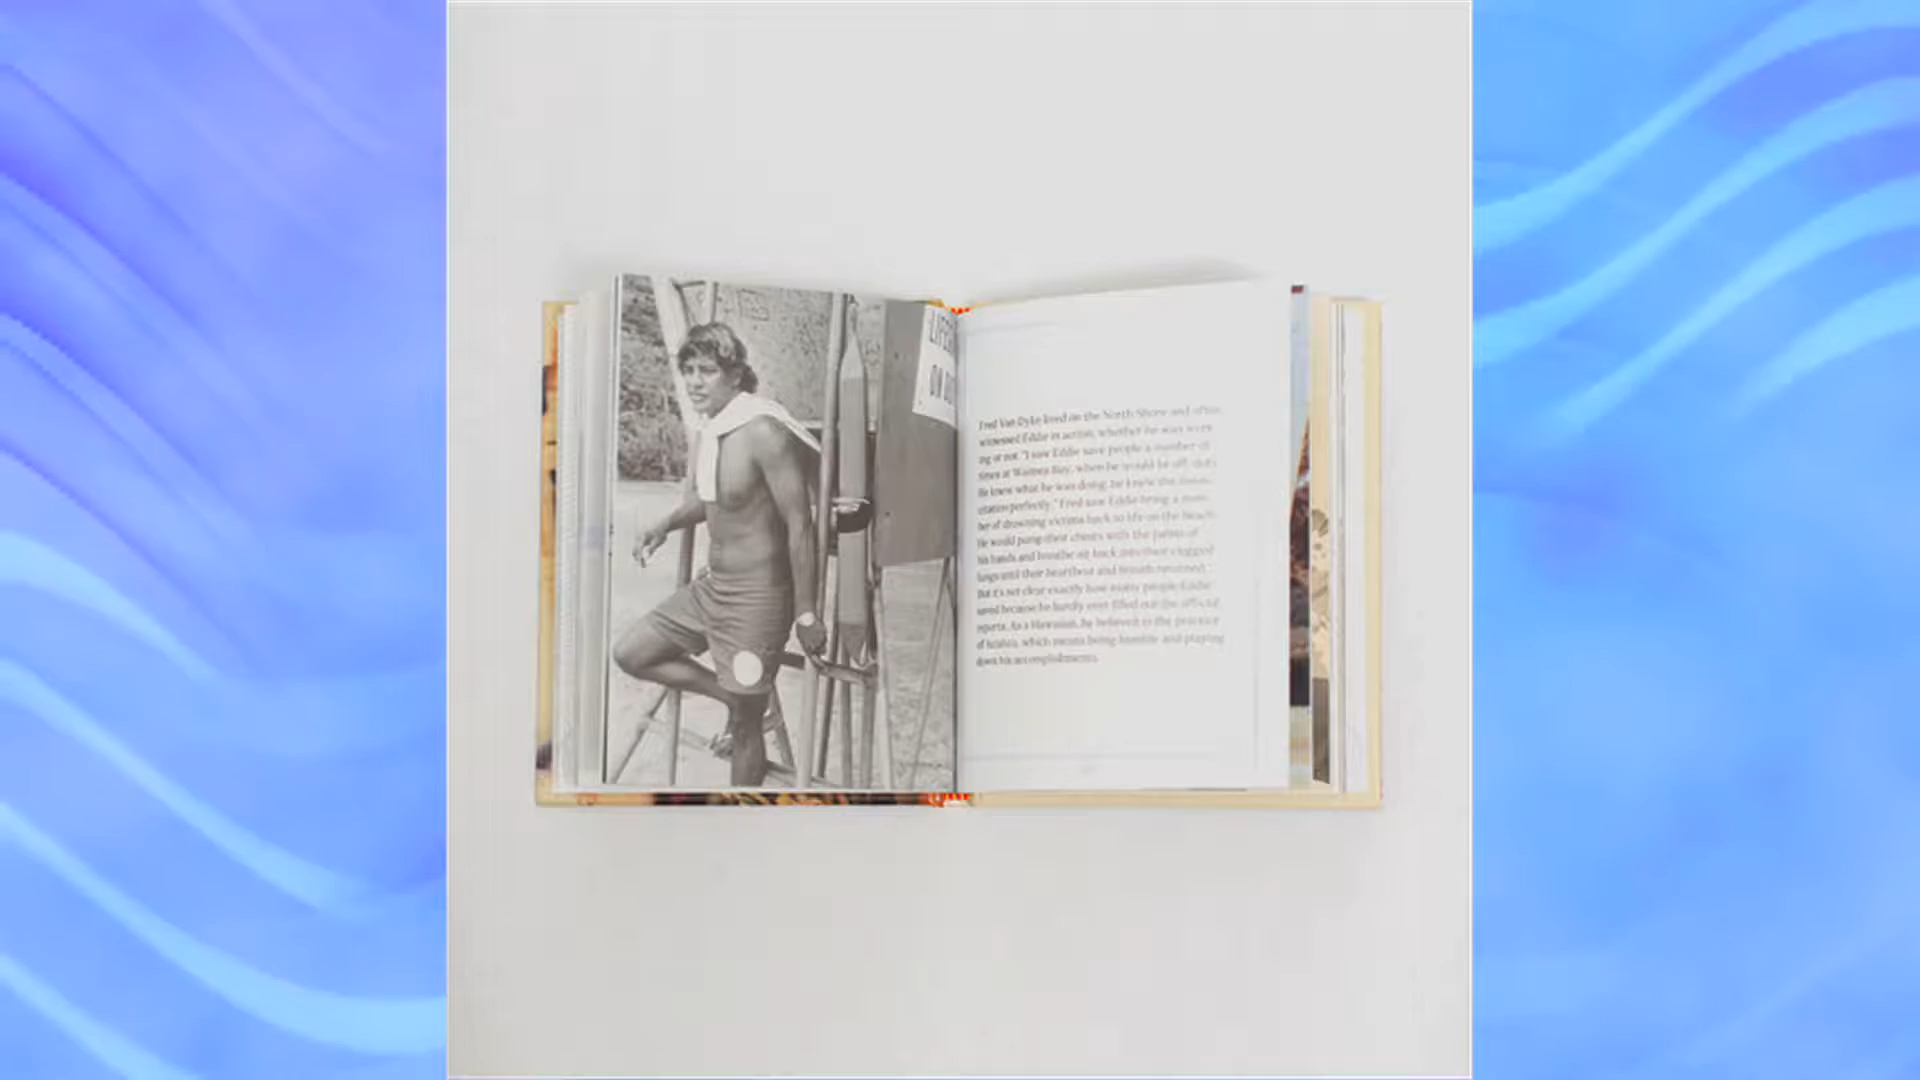 LIFEG
ON DU
Fred Van Dyke lived on the North Shore and often
witnessed Eddie in action, whether he was work-
ing or not. "I saw Eddie save people a number of
times at Waimea Bay, when he would be off duty.
He knew what he was doing; he knew the
perfectly." Fred saw Eddie bring a num-
ber of drowning victims back to life on the beach.
He would pump their chests with the palms of
his hands and breathe air back into their clogged
lungs until their heartbeat and breath returned.
But it's not clear exactly how many people Eddie
saved because he hardly ever filled out the official
reports. As a Hawaiian, he believed in the practice
of which means being humble and playing
down his accomplishments.